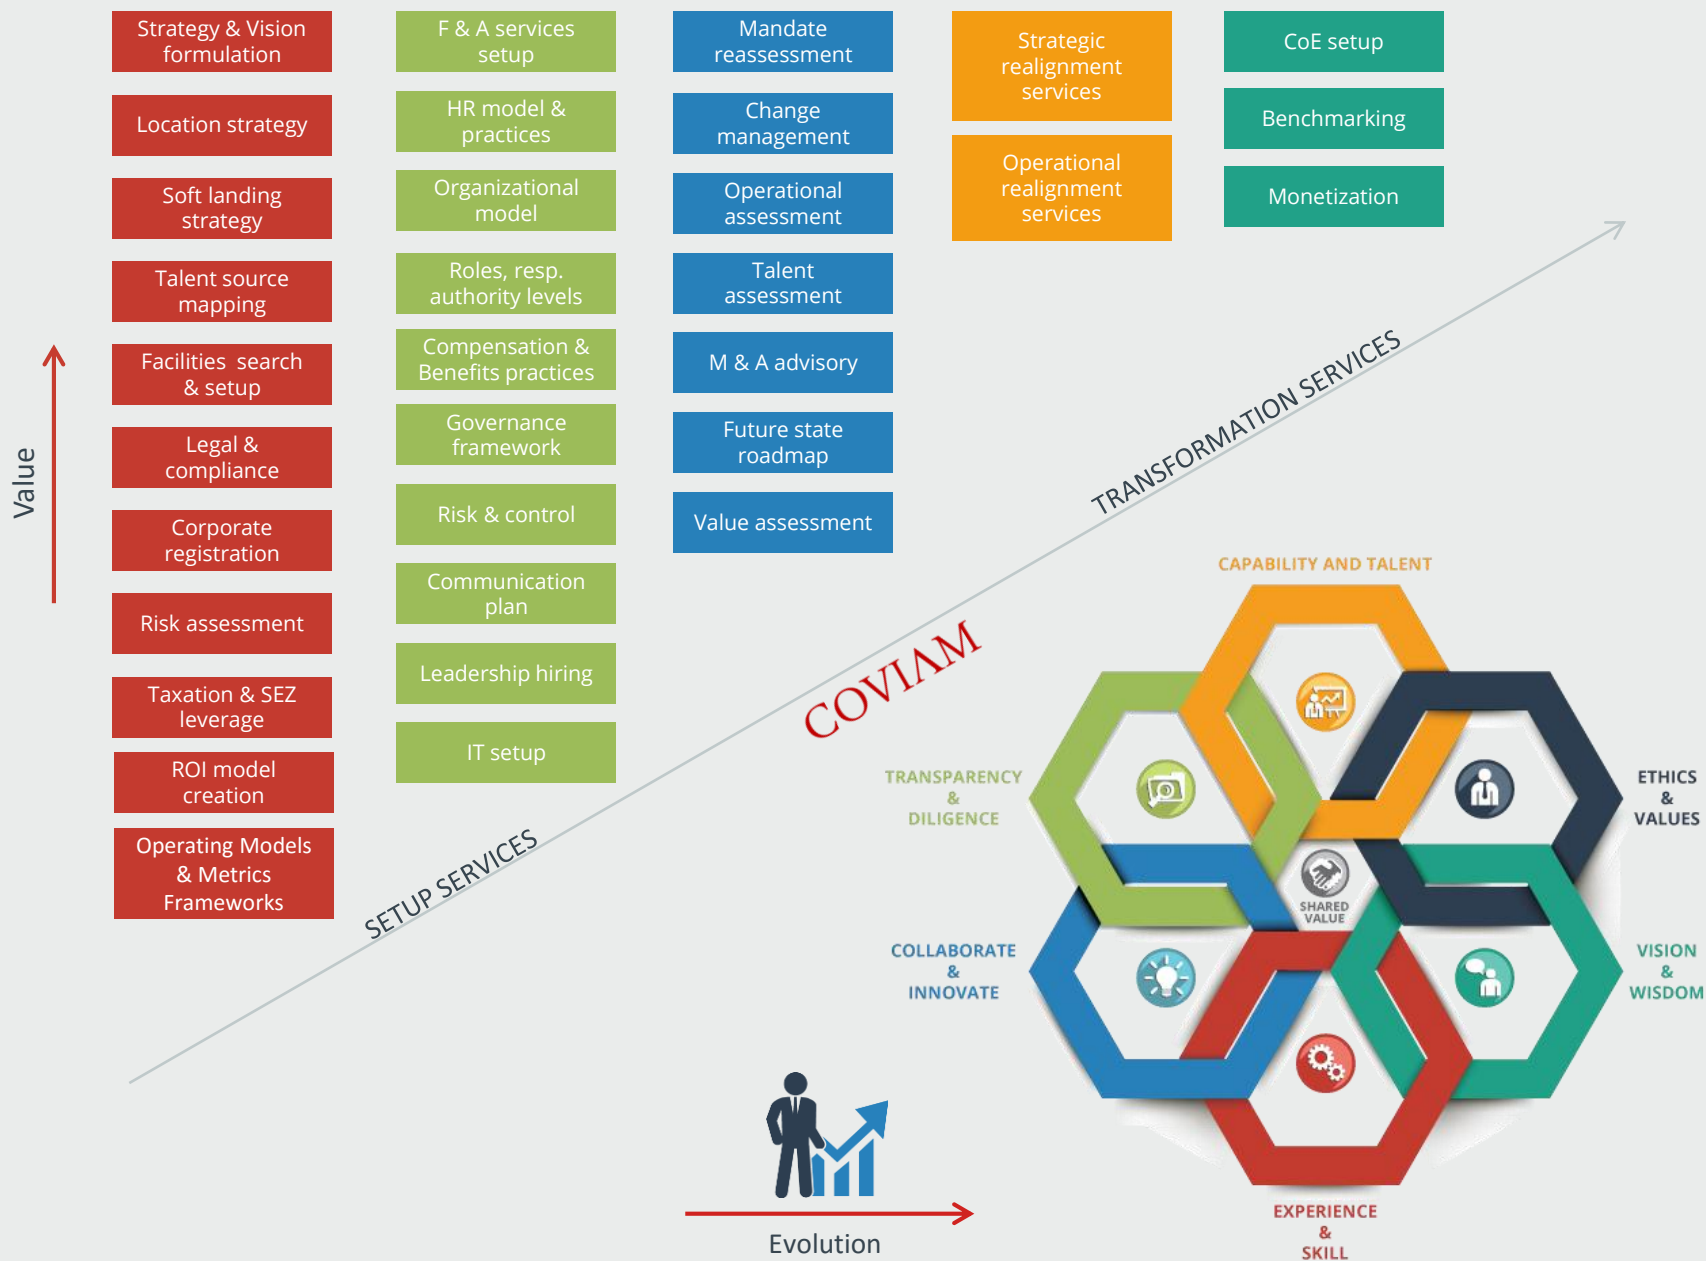 Strategy & Vision
formulation
Location strategy
Soft landing
strategy
Talent source
mapping
Facilities  search
& setup
Legal &
compliance
Corporate
registration
Risk assessment
Taxation & SEZ
leverage
ROI model
creation
Operating Models
& Metrics
Frameworks
F & A services
setup
HR model &
practices
Organizational
model
Roles, resp.
authority levels
Compensation &
Benefits practices
Governance
framework
Risk & control
Communication
plan
Leadership hiring
IT setup
Mandate
reassessment
Change
management
Operational
assessment
Talent
assessment
M & A advisory
Future state
roadmap
Value assessment
Strategic
realignment
services
Operational
realignment
services
CoE setup
Benchmarking
Monetization
Value
SETUP SERVICES
COVIAM
TRANSFORMATION SERVICES
Evolution
CAPABILITY AND TALENT
TRANSPARENCY
&
DILIGENCE
ETHICS
&
VALUES
SHARED
VALUE
COLLABORATE
&
INNOVATE
VISION
&
WISDOM
EXPERIENCE
&
SKILL